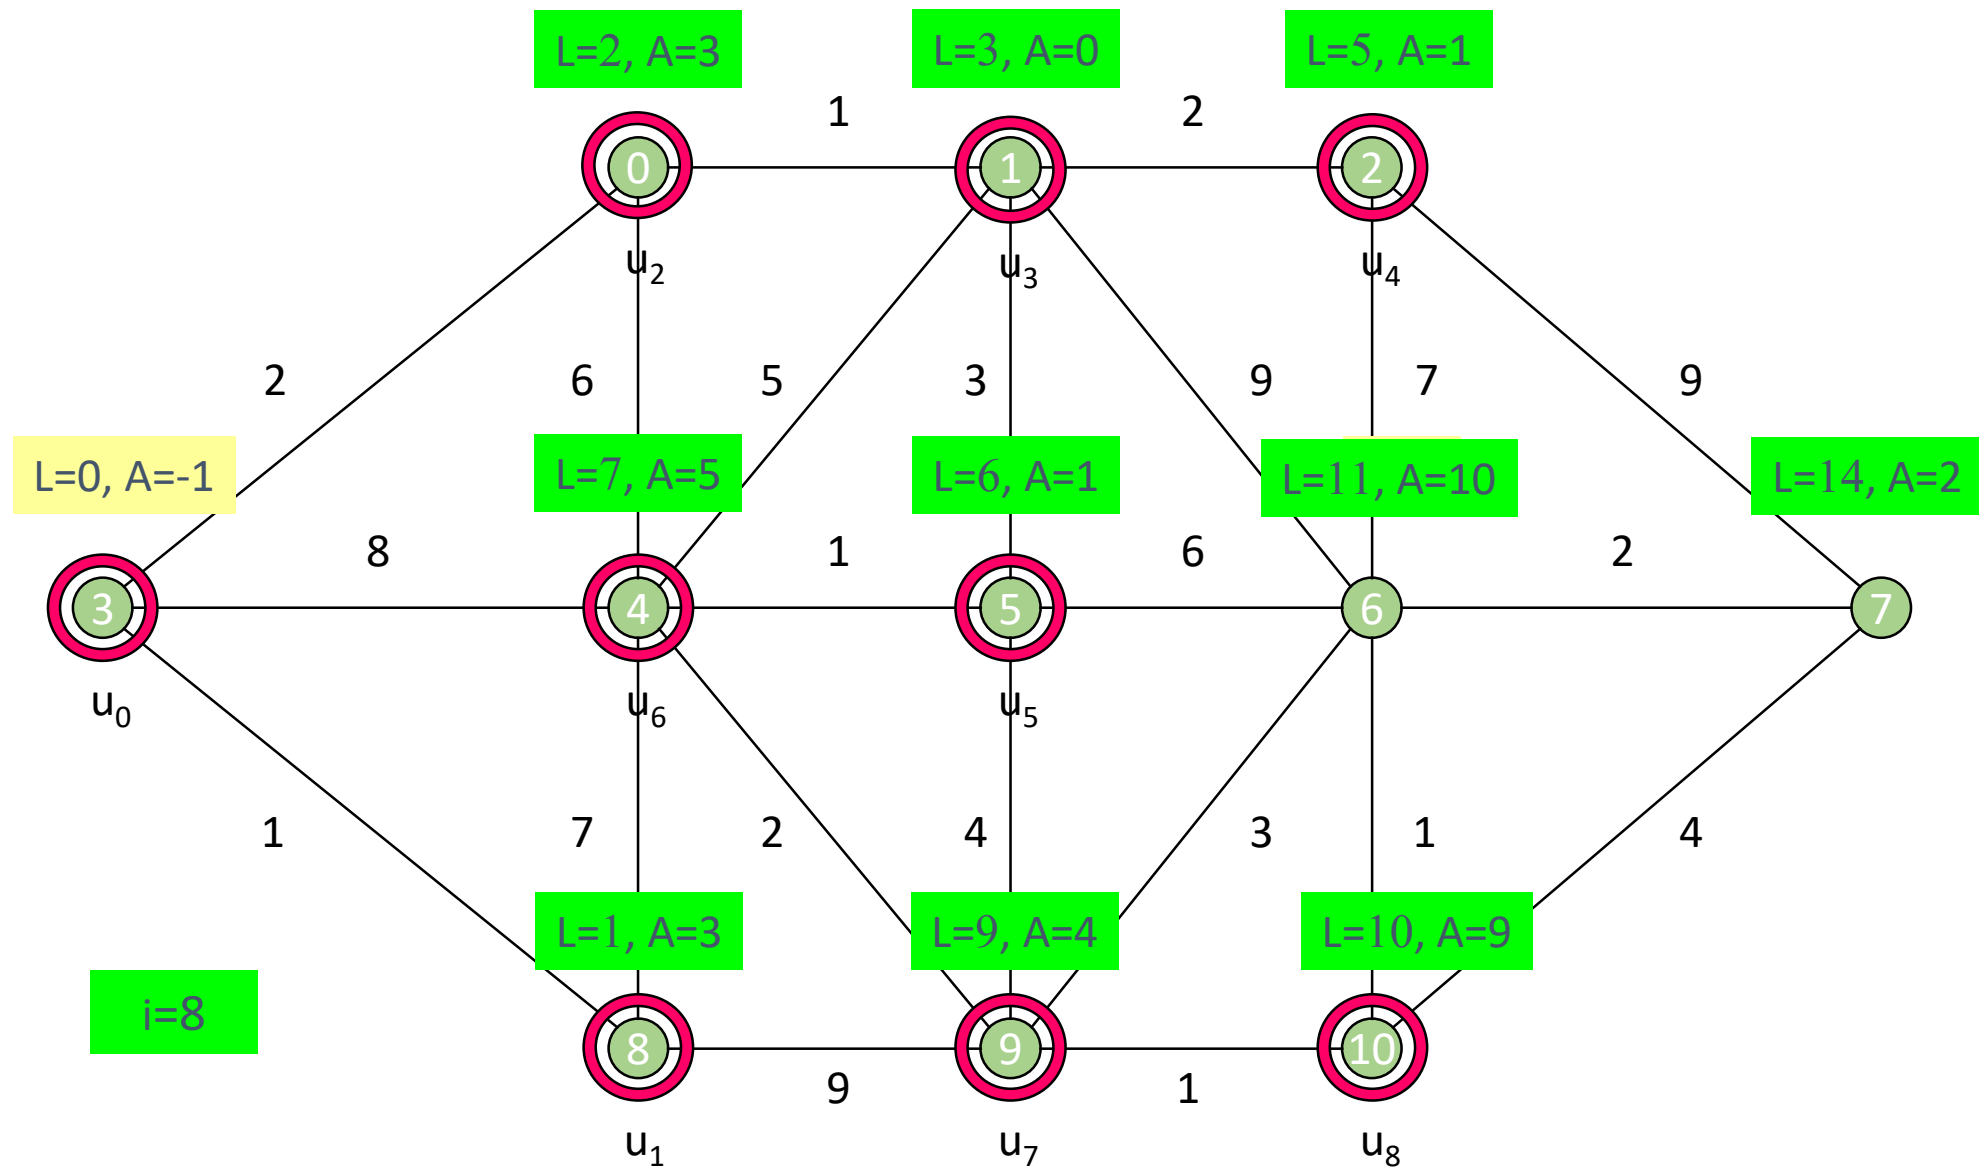 L=2, A=3
L=3, A=0
L=5, A=1
1
2
0
1
2
u2
u3
u4
2
6
5
3
9
7
9
L=0, A=-1
L=7, A=5
L=6, A=1
L=11, A=10
L=14, A=2
8
1
6
2
3
4
5
6
7
u0
u6
u5
1
7
2
4
3
1
4
L=1, A=3
L=9, A=4
L=10, A=9
i=8
8
9
10
9
1
u1
u7
u8